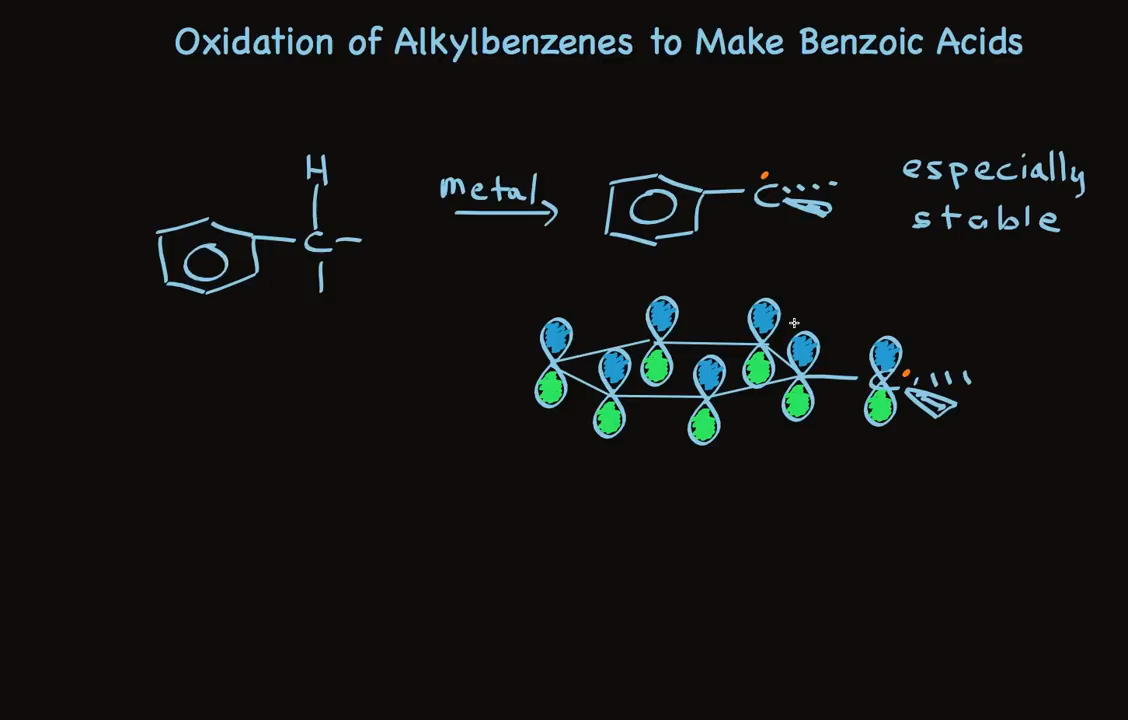 Oxidation of Alkylbenzenes to Make Benzoic Acids
H
metal
C
especially
stable
C
C